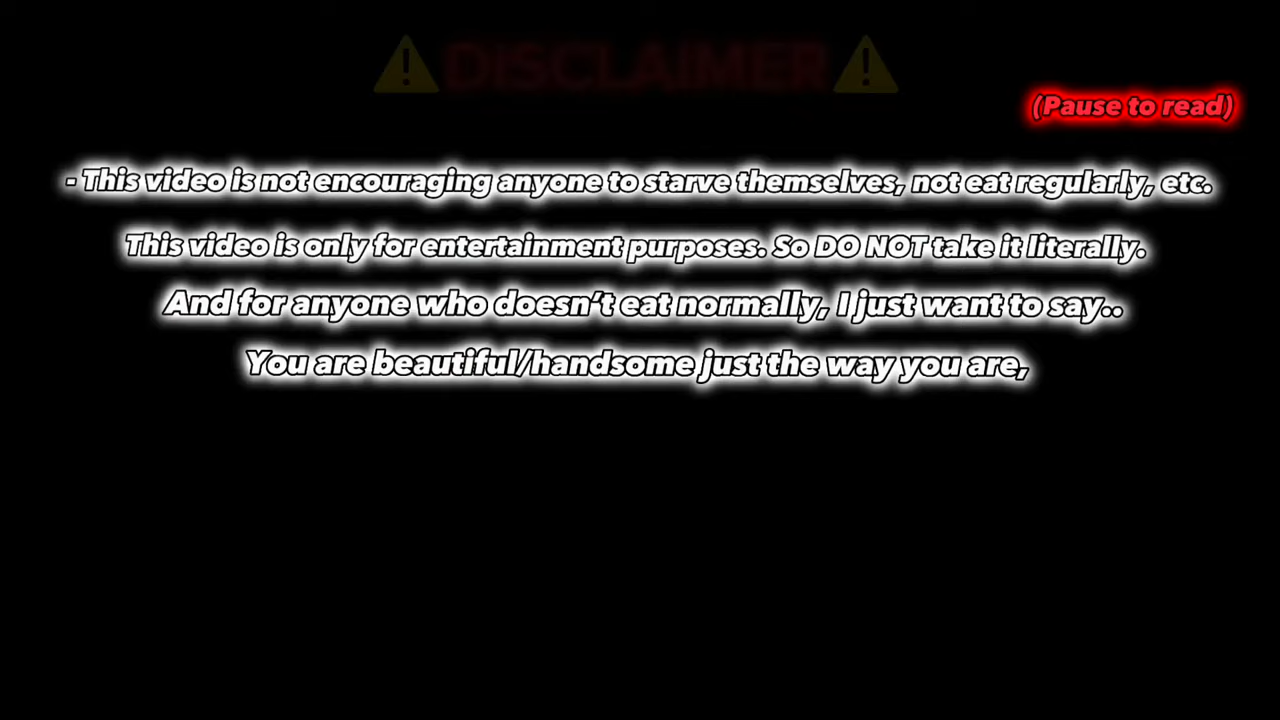 ⚠️DISCLAIMER⚠️
(Pause to read)
- This video is not encouraging anyone to starve themselves, not eat regularly, etc.
This video is only for entertainment purposes. So DO NOT take it literally.
And for anyone who doesn’t eat normally, I just want to say..
You are beautiful/handsome just the way you are,